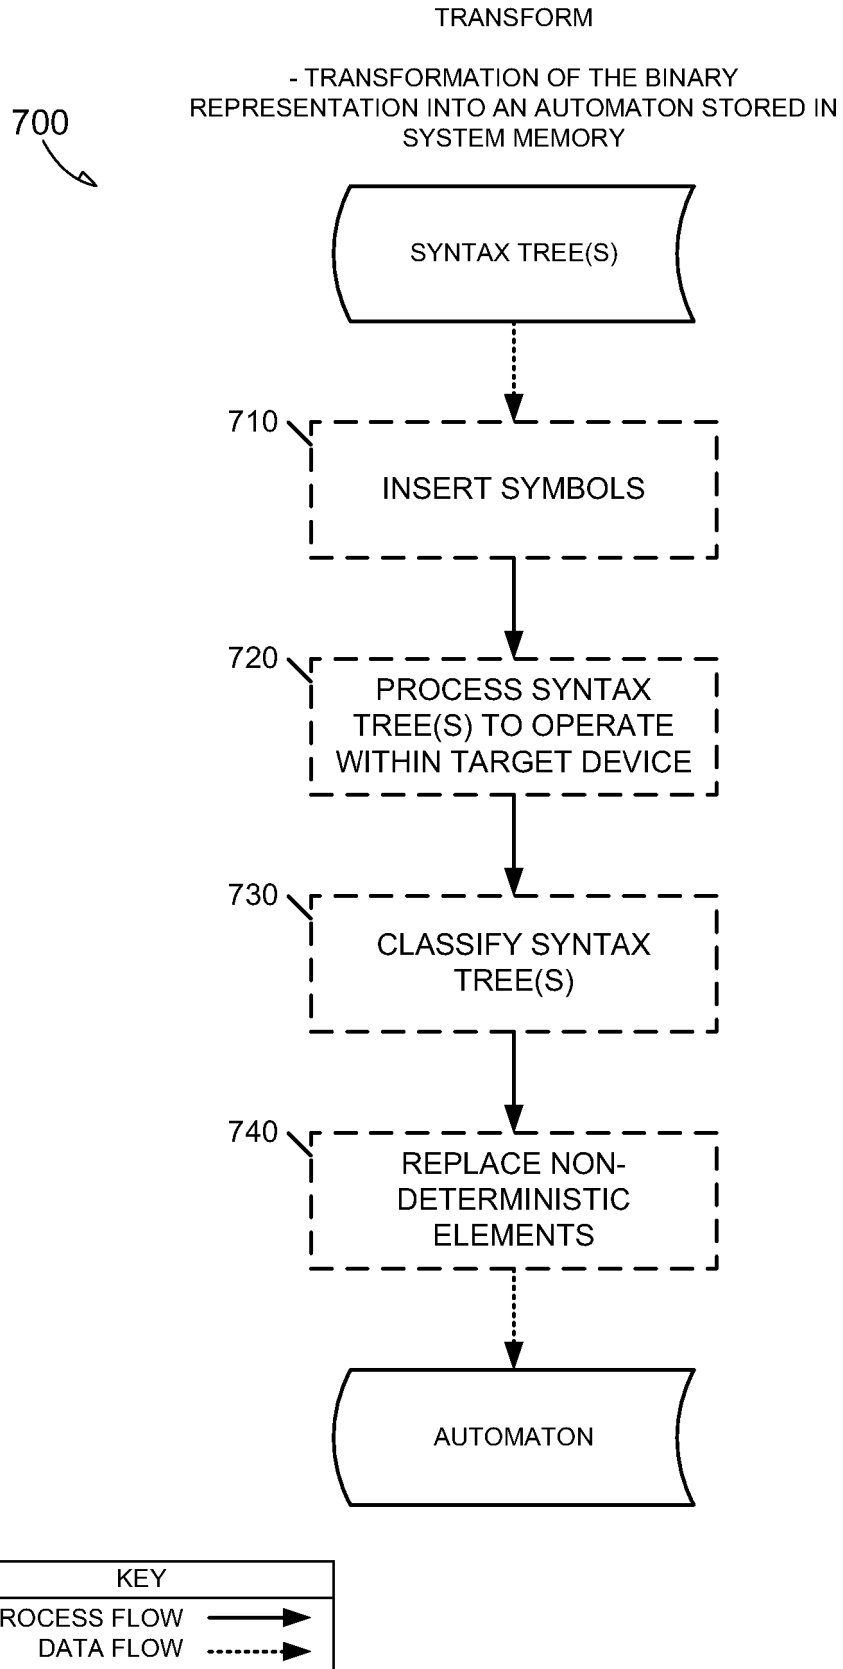 TRANSFORM
- TRANSFORMATION OF THE BINARY
REPRESENTATION INTO AN AUTOMATON STORED IN
SYSTEM MEMORY
700
SYNTAX TREE(S)
710
INSERT SYMBOLS
720
PROCESS SYNTAX
TREE(S) TO OPERATE
WITHIN TARGET DEVICE
730
CLASSIFY SYNTAX
TREE(S)
740
REPLACE NON-
DETERMINISTIC
ELEMENTS
AUTOMATON
KEY
ROCESS FLOW
DATA FLOW